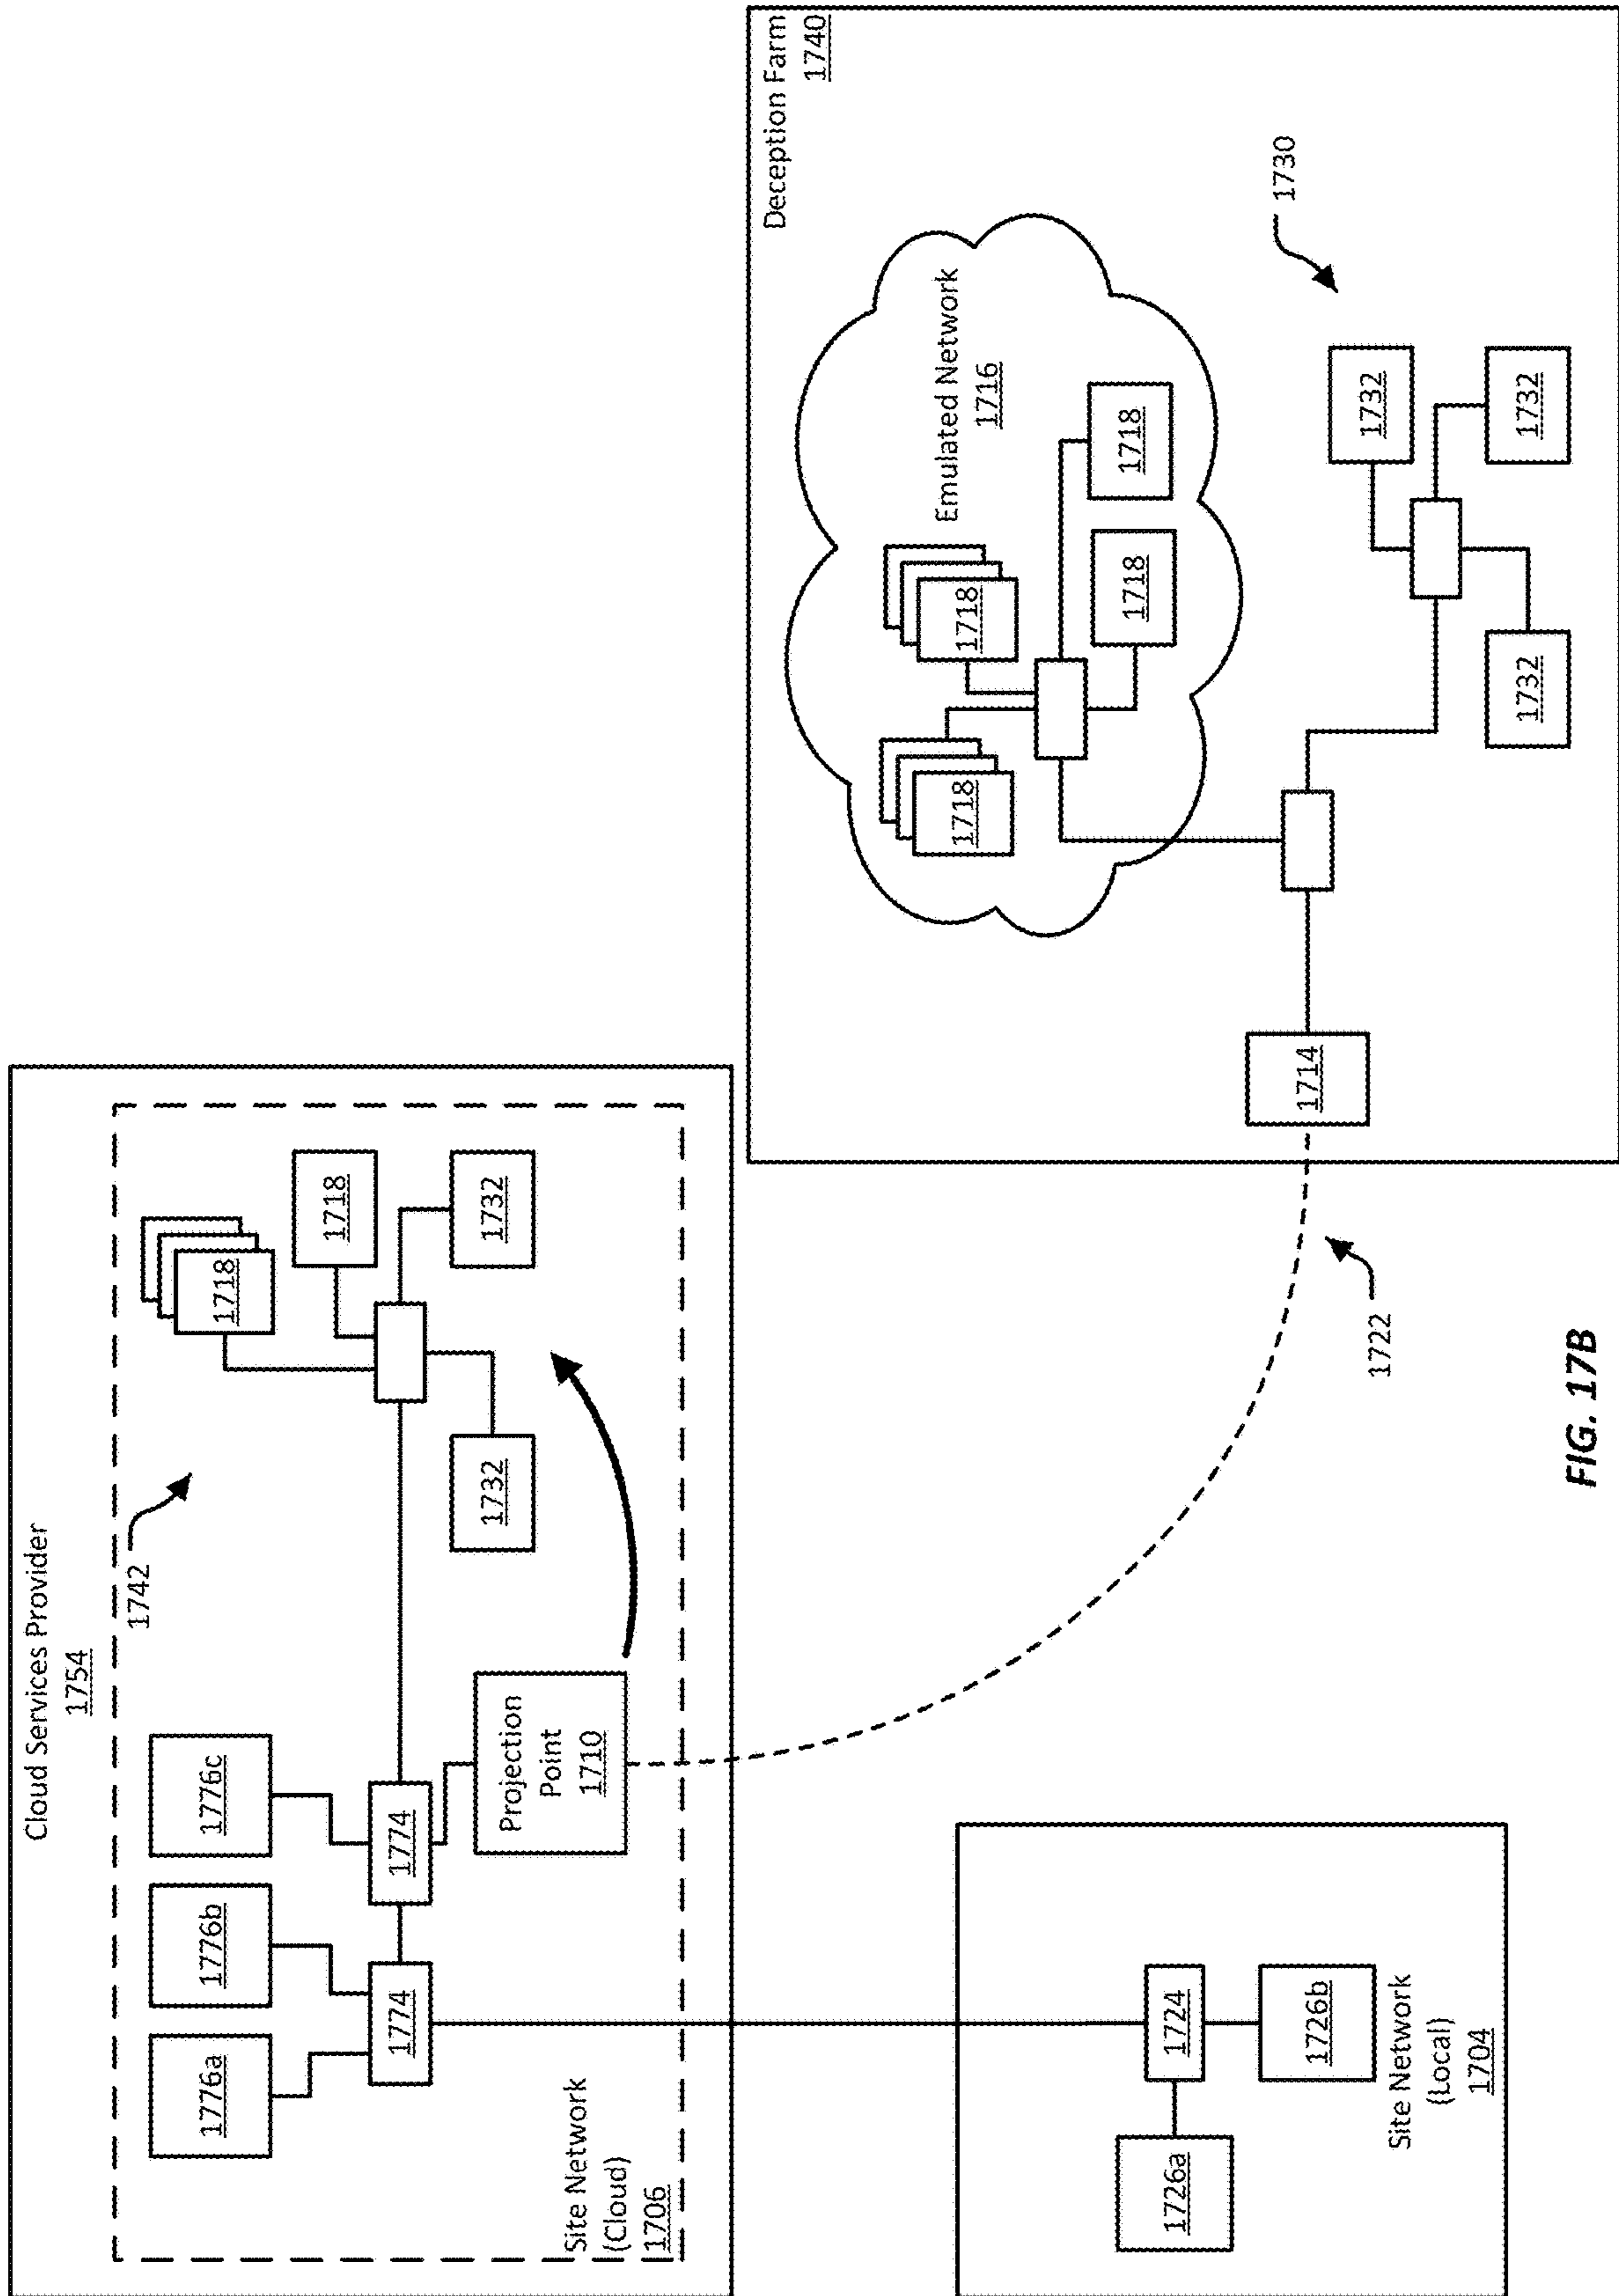 Cloud Services Provider
1754
1742
1776a
1776b
1776c
1774
1774
Projection
Point
1710
1718
1718
1732
1732
Site Network
(Cloud)
1706
1726a
1724
1726b
Site Network
(Local)
1704
1722
Deception Farm
1740
Emulated Network
1716
1718
1718
1718
1718
1714
1730
1732
1732
1732
FIG. 17B